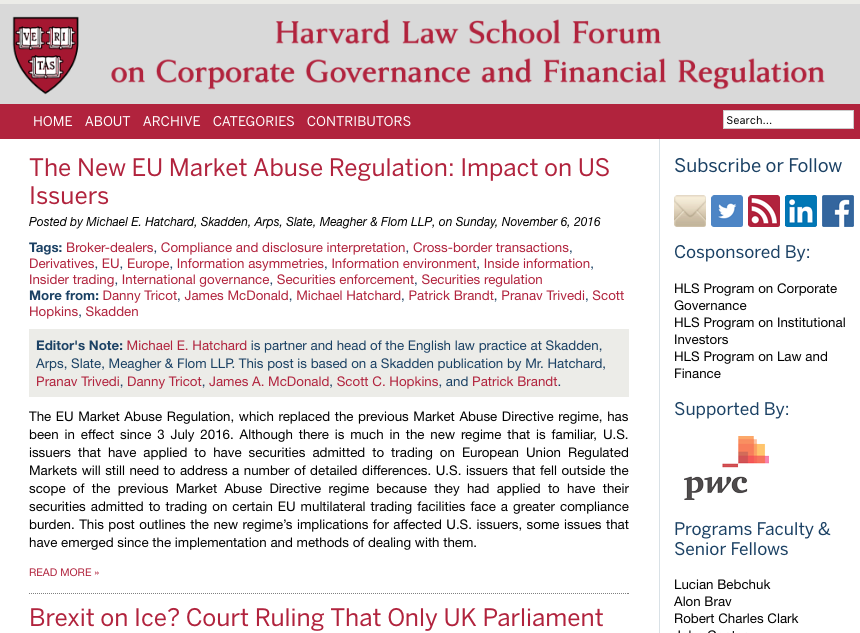 Harvard Law School Forum
on Corporate Governance and Financial Regulation
VE RI
TAS
HOME ABOUT ARCHIVE CATEGORIES CONTRIBUTORS
Search...
The New EU Market Abuse Regulation: Impact on US
Issuers
Posted by Michael E. Hatchard, Skadden, Arps, Slate, Meagher & Flom LLP, on Sunday, November 6, 2016
Tags: Broker-dealers, Compliance and disclosure interpretation, Cross-border transactions,
Derivatives, EU, Europe, Information asymmetries, Information environment, Inside information,
Insider trading, International governance, Securities enforcement, Securities regulation
More from: Danny Tricot, James McDonald, Michael Hatchard, Patrick Brandt, Pranav Trivedi, Scott
Hopkins, Skadden
Editor's Note: Michael E. Hatchard is partner and head of the English law practice at Skadden,
Arps, Slate, Meagher & Flom LLP. This post is based on a Skadden publication by Mr. Hatchard,
Pranav Trivedi, Danny Tricot, James A. McDonald, Scott C. Hopkins, and Patrick Brandt.
The EU Market Abuse Regulation, which replaced the previous Market Abuse Directive regime, has
been in effect since 3 July 2016. Although there is much in the new regime that is familiar, U.S.
issuers that have applied to have securities admitted to trading on European Union Regulated
Markets will still need to address a number of detailed differences. U.S. issuers that fell outside the
scope of the previous Market Abuse Directive regime because they had applied to have their
securities admitted to trading on certain EU multilateral trading facilities face a greater compliance
burden. This post outlines the new regime's implications for affected U.S. issuers, some issues that
have emerged since the implementation and methods of dealing with them.
READ MORE »
Brexit on Ice? Court Ruling That Only UK Parliament
Subscribe or Follow
in f
Cosponsored By:
HLS Program on Corporate
Governance
HLS Program on Institutional
Investors
HLS Program on Law and
Finance
Supported By:
pwc
Programs Faculty &
Senior Fellows
Lucian Bebchuk
Alon Brav
Robert Charles Clark